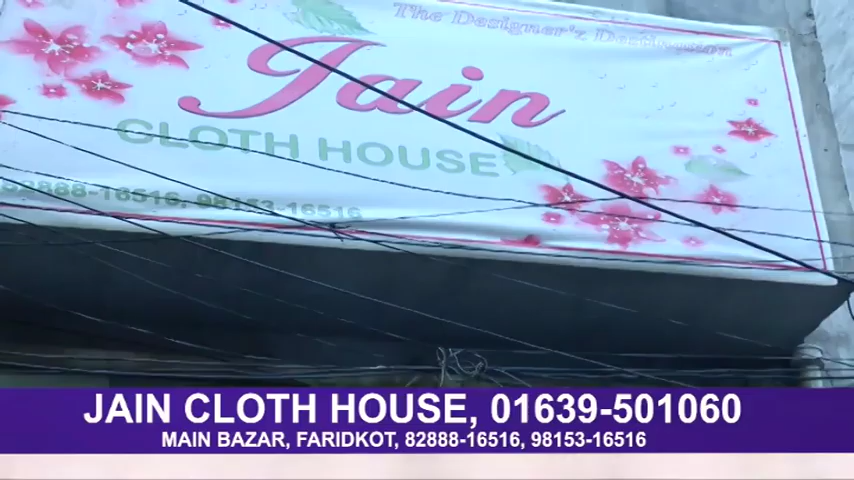 The Designer'z Destination
Jain
CLOTH HOUSE
82888-16516, 98153-16516
JAIN CLOTH HOUSE, 01639-501060
MAIN BAZAR, FARIDKOT, 82888-16516, 98153-16516